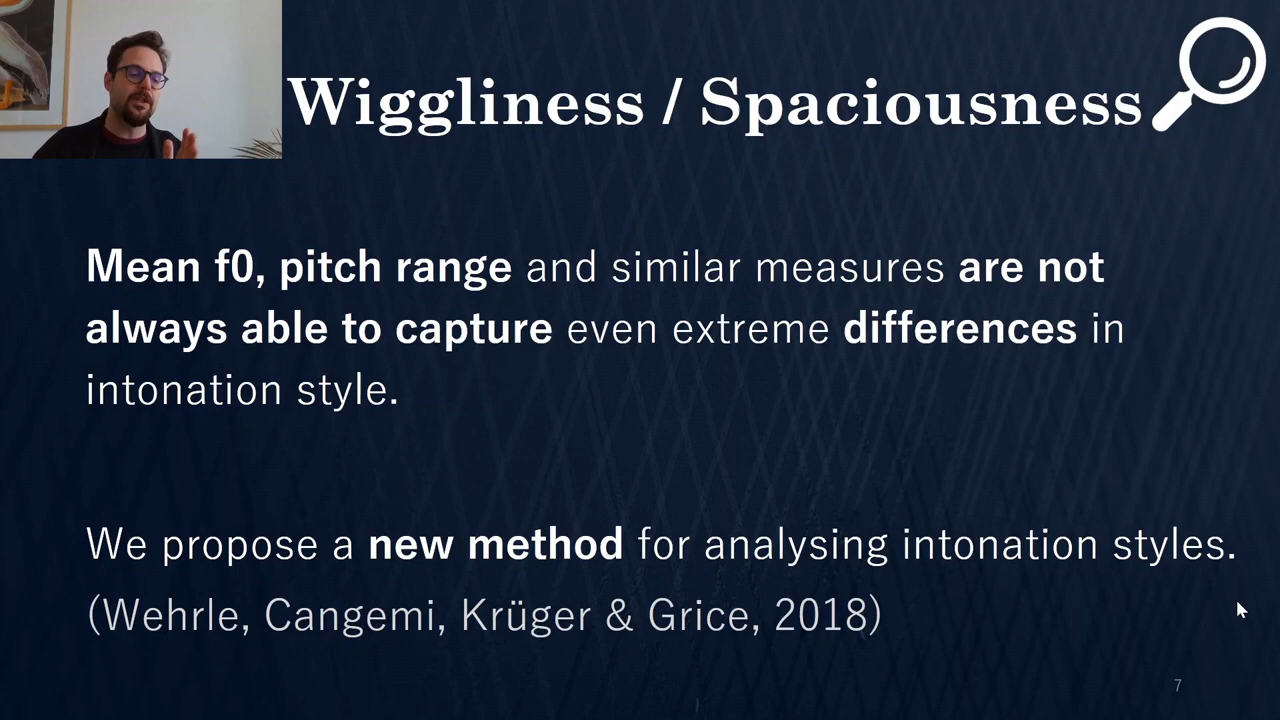 Wiggliness / Spaciousness
Mean f0, pitch range and similar measures are not
always able to capture even extreme differences in
intonation style.
We propose a new method for analysing intonation styles.
(Wehrle, Cangemi, Krüger & Grice, 2018)
7